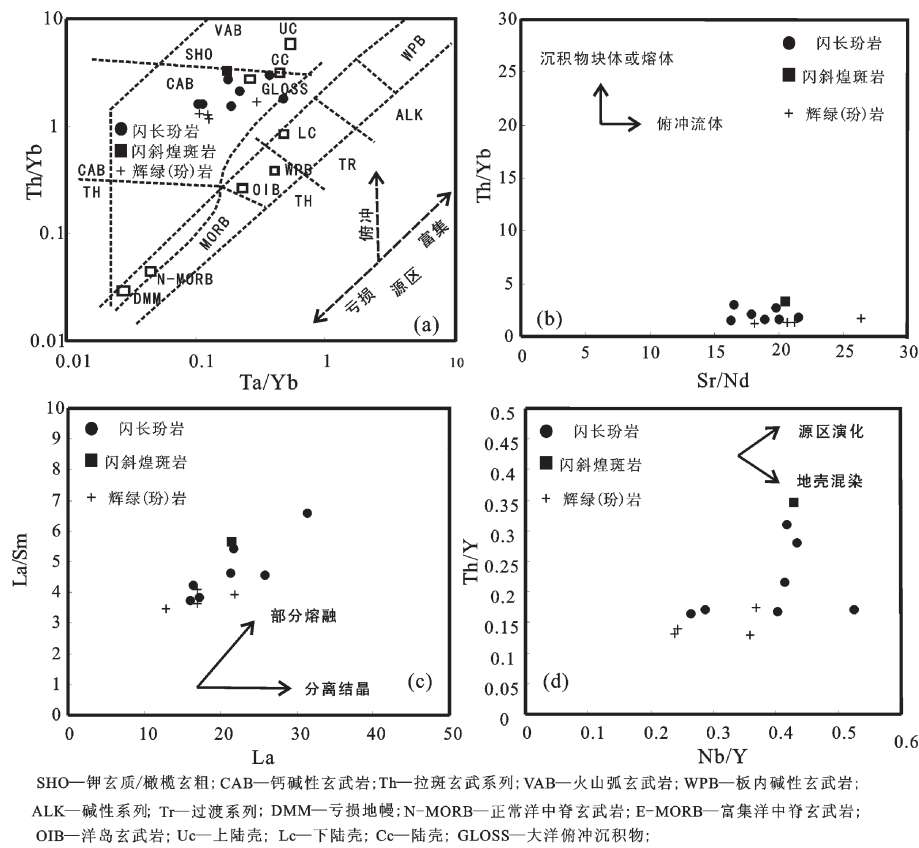 Th/Yb
10
1
0.1
0.01
0.01
0.1
1
10
Ta/Yb
VAB
UC
SHO
CC
WPB
CAB
GLOSS
ALK
闪长玢岩
LC
闪斜煌斑岩
TR
CAB
辉绿(玢)岩
WPB
TH
OIB
TH
MORB
俯冲
富集
N-MORB
源区
DMM
亏损
(a)
Th/Yb
30
25
20
15
10
5
0
0
5
10
15
20
25
30
Sr/Nd
沉积物块体或熔体
俯冲流体
闪长玢岩
闪斜煌斑岩
辉绿(玢)岩
(b)
La/Sm
10
9
8
7
6
5
4
3
2
1
0
0
10
20
30
40
50
La
闪长玢岩
闪斜煌斑岩
辉绿(玢)岩
部分熔融
分离结晶
(c)
Th/Y
0.5
0.45
0.4
0.35
0.3
0.25
0.2
0.15
0.1
0.05
0
0
0.1
0.2
0.3
0.4
0.5
0.6
Nb/Y
闪长玢岩
闪斜煌斑岩
辉绿(玢)岩
源区演化
地壳混染
(d)
SHO—钾玄质/橄榄玄粗;CAB—钙碱性玄武岩;Th—拉斑玄武系列;VAB—火山弧玄武岩;WPB—板内碱性玄武岩;
ALK—碱性系列;Tr—过渡系列;DMM—亏损地幔;N-MORB—正常洋中脊玄武岩;E-MORB—富集洋中脊玄武岩;
OIB—洋岛玄武岩;Uc—上陆壳;Lc—下陆壳;Cc—陆壳;GLOSS—大洋俯冲沉积物;